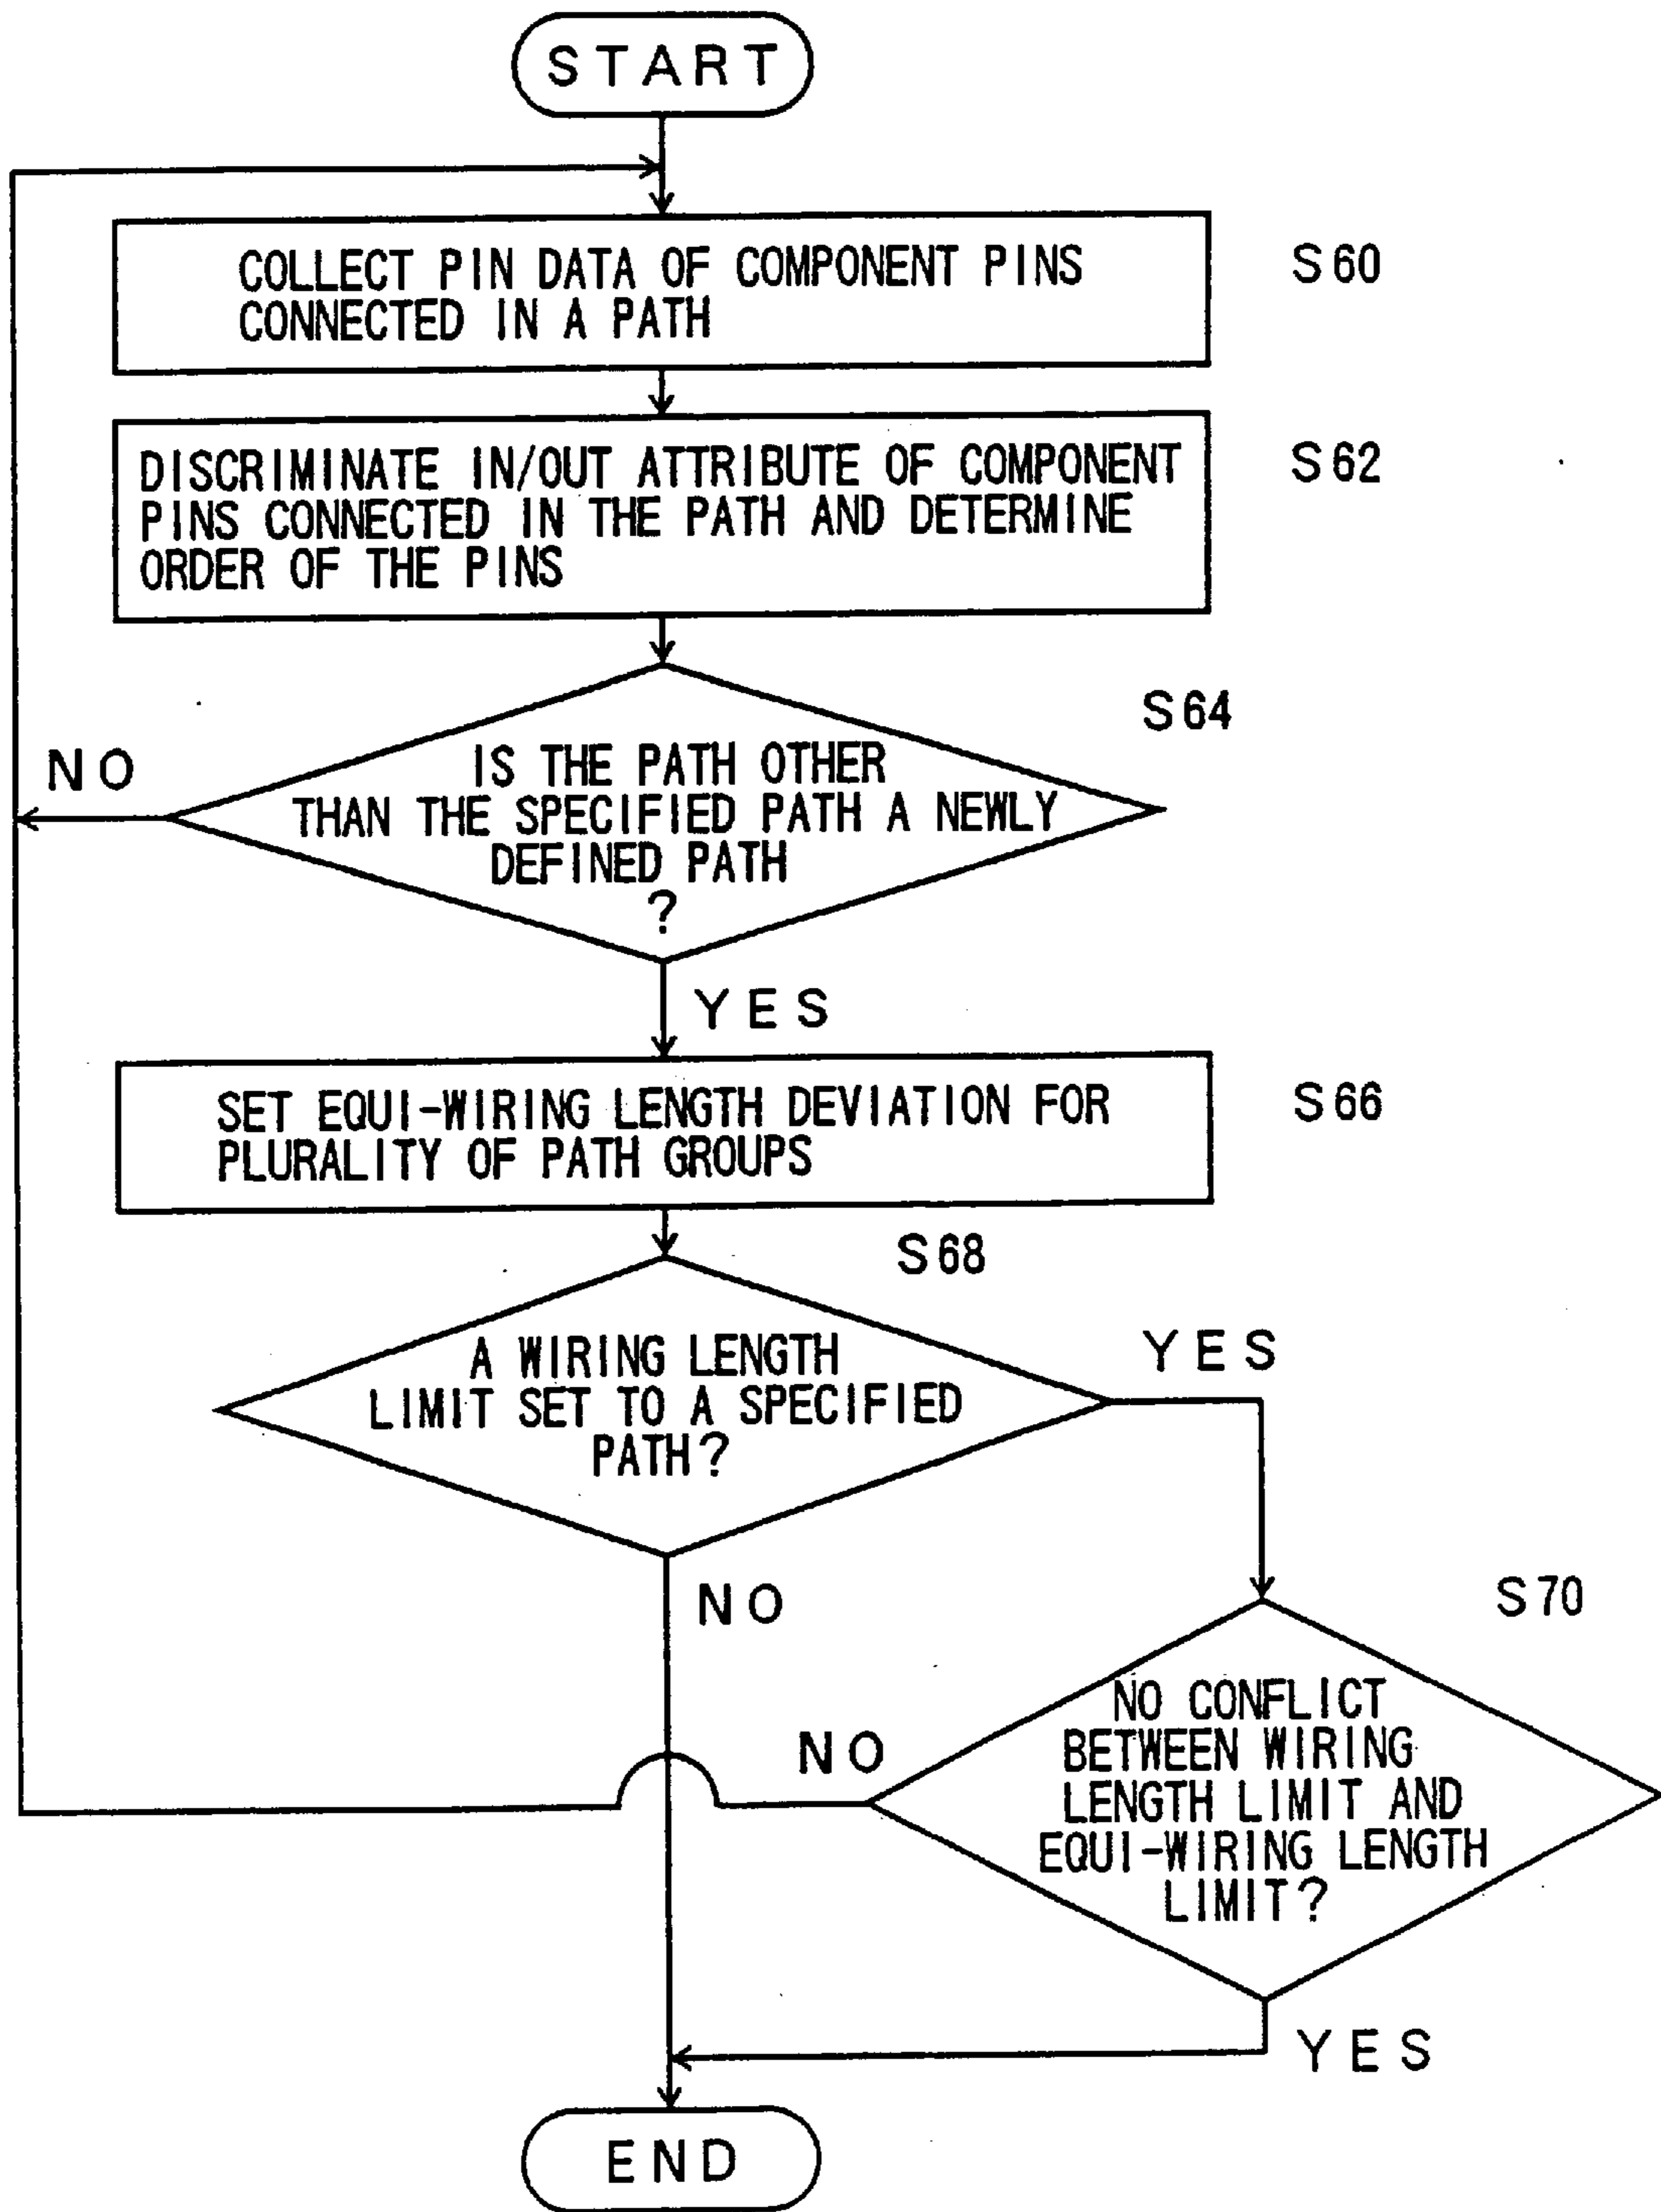 START
COLLECT PIN DATA OF COMPONENT PINS
CONNECTED IN A PATH
S60
DISCRIMINATE IN/OUT ATTRIBUTE OF COMPONENT
PINS CONNECTED IN THE PATH AND DETERMINE
ORDER OF THE PINS
S62
S64
NO
IS THE PATH OTHER
THAN THE SPECIFIED PATH A NEWLY
DEFINED PATH
?
YES
SET EQUI-WIRING LENGTH DEVIATION FOR
PLURALITY OF PATH GROUPS
S66
S68
A WIRING LENGTH
LIMIT SET TO A SPECIFIED
PATH?
YES
NO
S70
NO CONFLICT
BETWEEN WIRING
LENGTH LIMIT AND
EQUI-WIRING LENGTH
LIMIT?
NO
YES
END